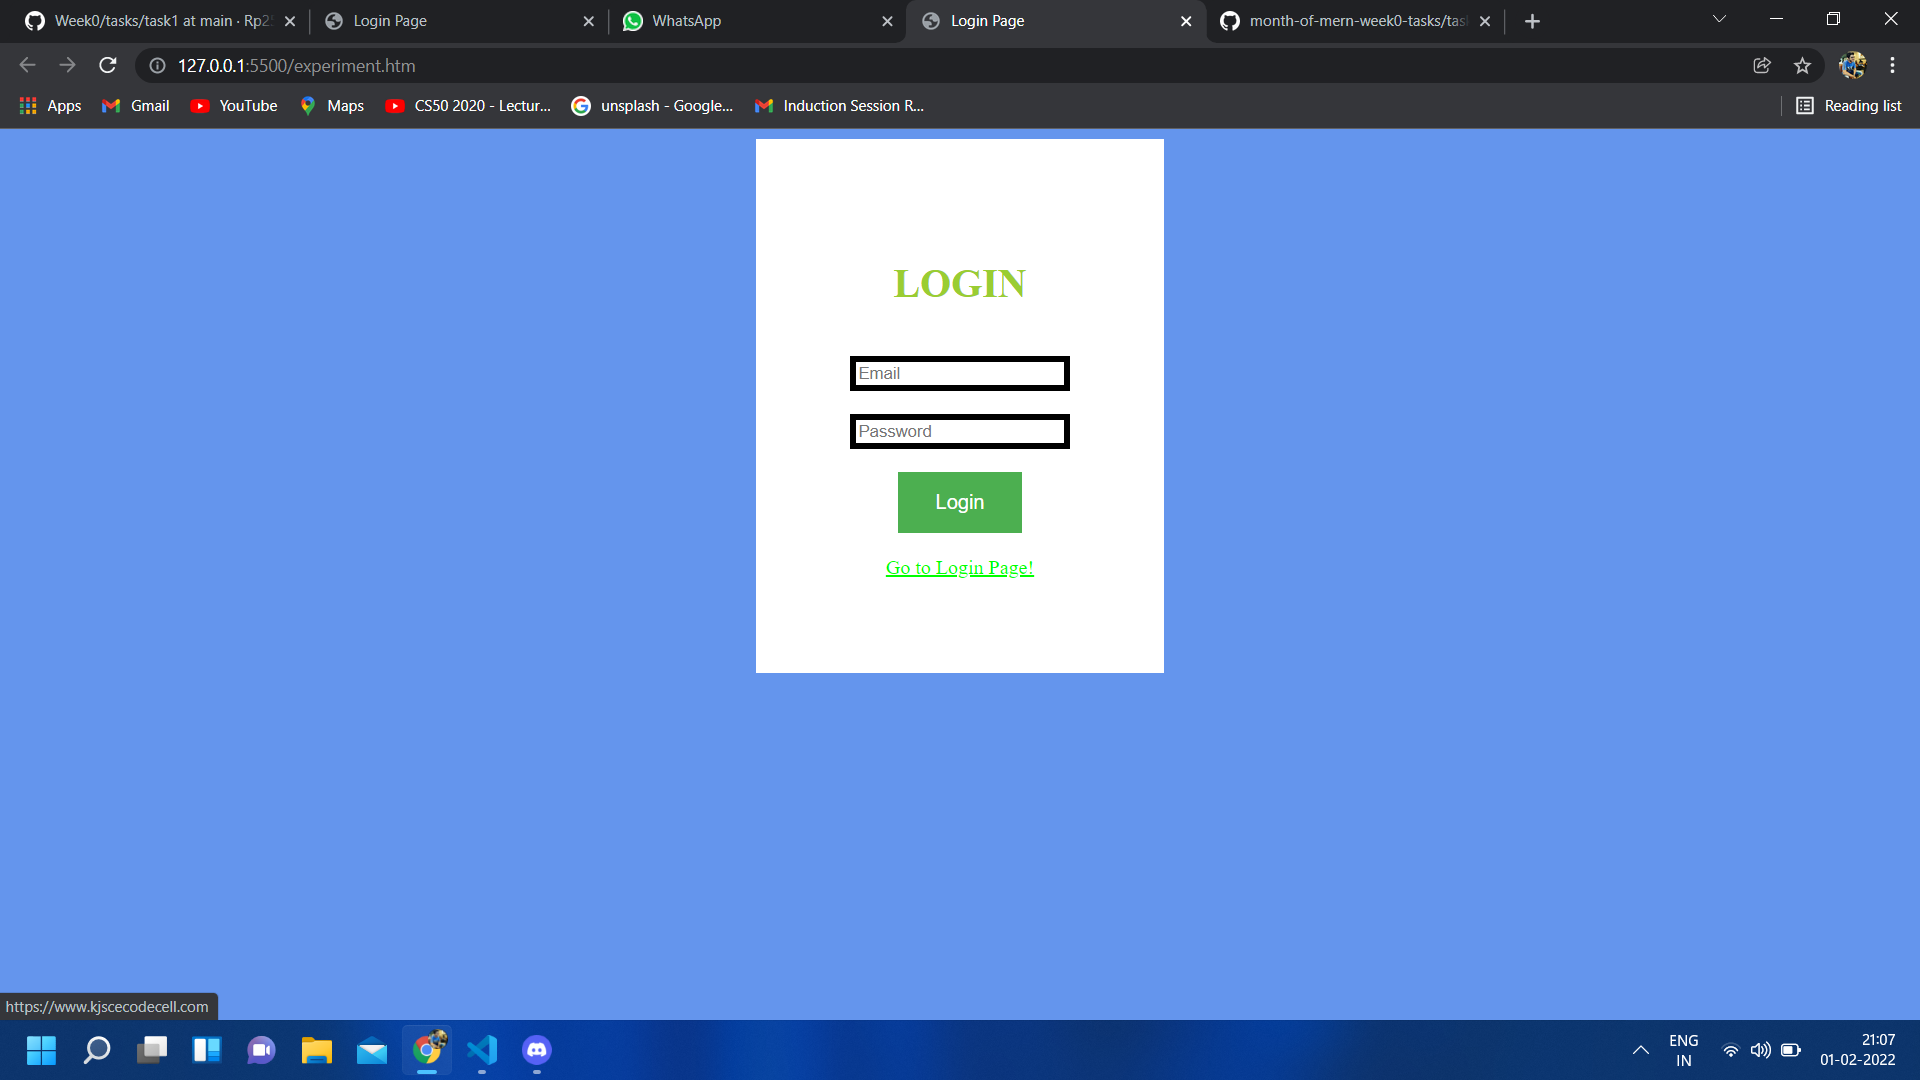 Week0/tasks/task1 at main · Rp25
Login Page
WhatsApp
Login Page
month-of-mern-week0-tasks/tas
127.0.0.1:5500/experiment.htm
Apps
Gmail
YouTube
Maps
CS50 2020 - Lectur...
unsplash - Google...
Induction Session R...
Reading list
LOGIN
Email
Password
Login
Go to Login Page!
https://www.kjscecodecell.com
ENG
IN
21:07
01-02-2022